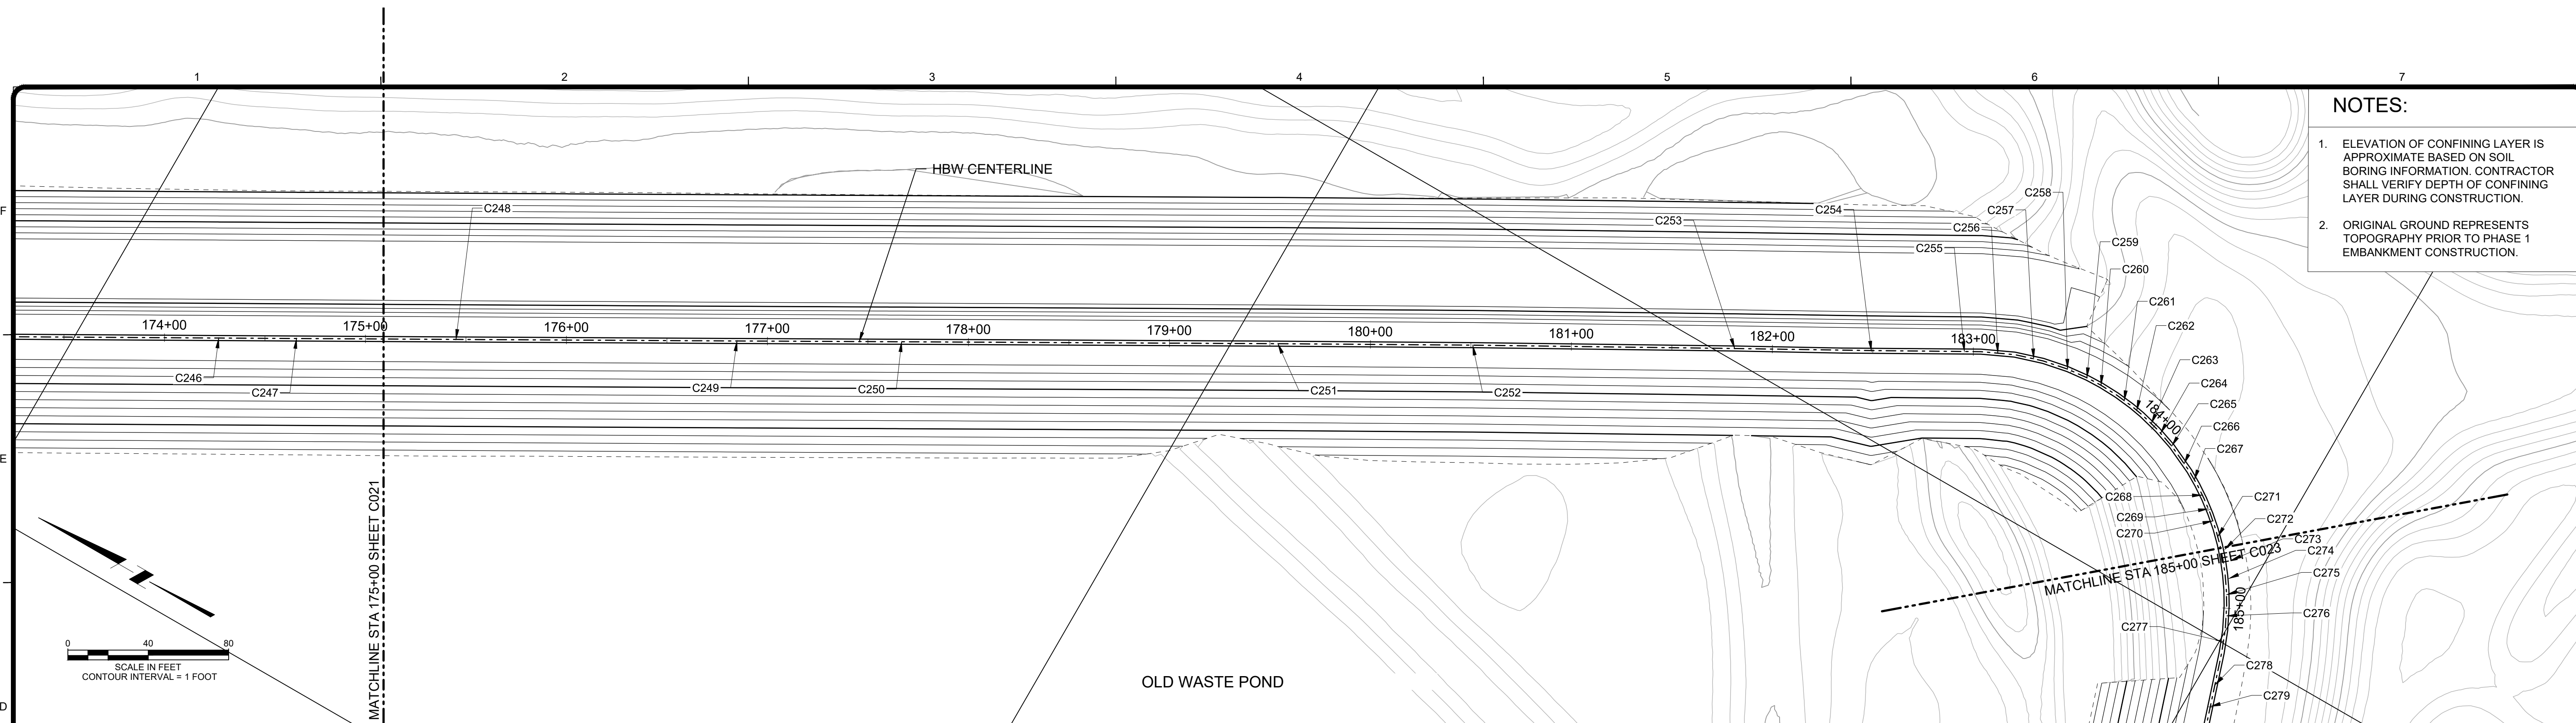 1 2 3 4 5 6 7
F
E
D
NOTES:
1. ELEVATION OF CONFINING LAYER IS
APPROXIMATE BASED ON SOIL
BORING INFORMATION. CONTRACTOR
SHALL VERIFY DEPTH OF CONFINING
LAYER DURING CONSTRUCTION.
2. ORIGINAL GROUND REPRESENTS
TOPOGRAPHY PRIOR TO PHASE 1
EMBANKMENT CONSTRUCTION.
HBW CENTERLINE
C248
C253
C254
C255
C256
C257
C258
C259
C260
C261
C262
C263
C264
C265
C266
C267
174+00
175+00
176+00
177+00
178+00
179+00
180+00
181+00
182+00
183+00
184+00
185+00
C246
C247
C249
C250
C251
C252
C268
C269
C270
C271
C272
C273
C274
C275
C276
C277
C278
C279
MATCHLINE STA 175+00 SHEET C021
MATCHLINE STA 185+00 SHEET C023
0 40 80
SCALE IN FEET
CONTOUR INTERVAL = 1 FOOT
OLD WASTE POND